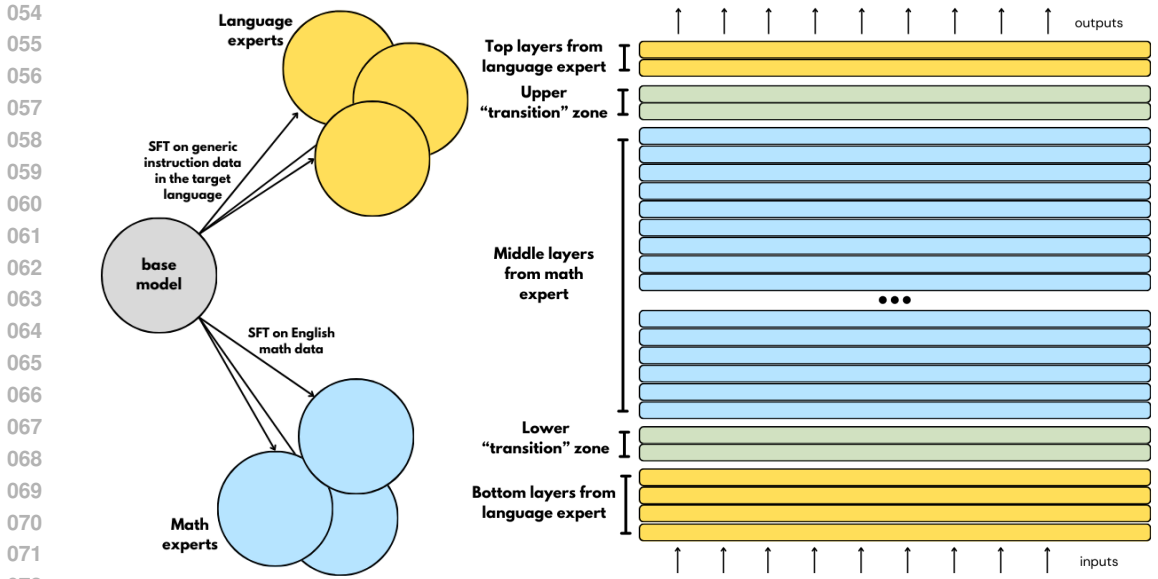 054
055
056
057
058
059
060
061
062
063
064
065
066
067
068
069
070
071
Language
experts
SFT on generic
instruction data
in the target
language
base
model
SFT on English
math data
Math
experts
outputs
Top layers from
language expert
Upper
“transition” zone
Middle layers
from math
expert
Lower
“transition” zone
Bottom layers from
language expert
inputs